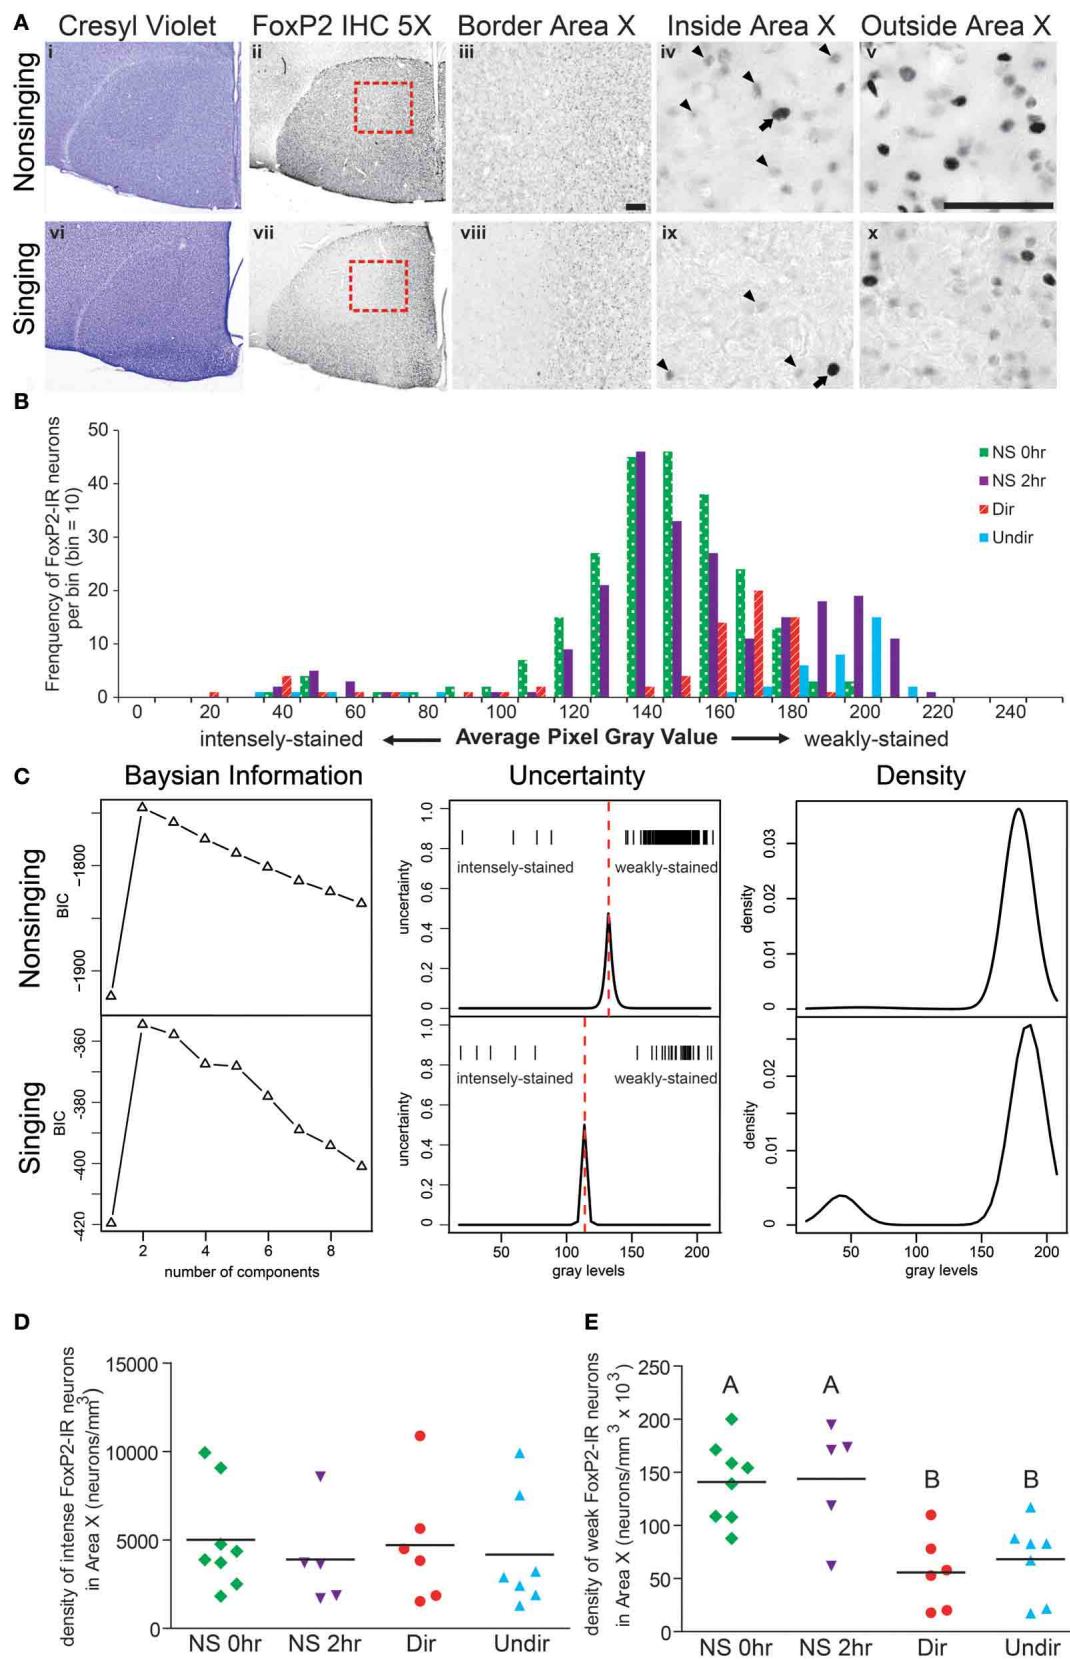 A
Cresyl Violet
FoxP2 IHC 5X
Border Area X
Inside Area X
Outside Area X
Nonsinging
i
ii
iii
iv
v
Singing
vi
vii
viii
ix
x
B
Frenquency of FoxP2-IR neurons
per bin (bin = 10)
50
40
30
20
10
0
NS 0hr
NS 2hr
Dir
Undir
0
20
40
60
80
100
120
140
160
180
200
220
240
intensely-stained
Average Pixel Gray Value
weakly-stained
C
Baysian Information
Uncertainty
Density
Nonsinging
BIC
-1800
-1900
uncertainty
1.0
0.8
0.6
0.4
0.2
0
intensely-stained
weakly-stained
density
0.03
0.02
0.01
0
Singing
BIC
-360
-380
-400
-420
2
4
6
8
number of components
uncertainty
1.0
0.8
0.6
0.4
0.2
0
intensely-stained
weakly-stained
50
100
150
200
gray levels
density
0.02
0.01
0
50
100
150
200
gray levels
D
density of intense FoxP2-IR neurons
in Area X (neurons/mm³)
15000
10000
5000
0
NS 0hr
NS 2hr
Dir
Undir
E
density of weak FoxP2-IR neurons
in Area X (neurons/mm³ x 10³)
250
200
150
100
50
0
A
A
B
B
NS 0hr
NS 2hr
Dir
Undir